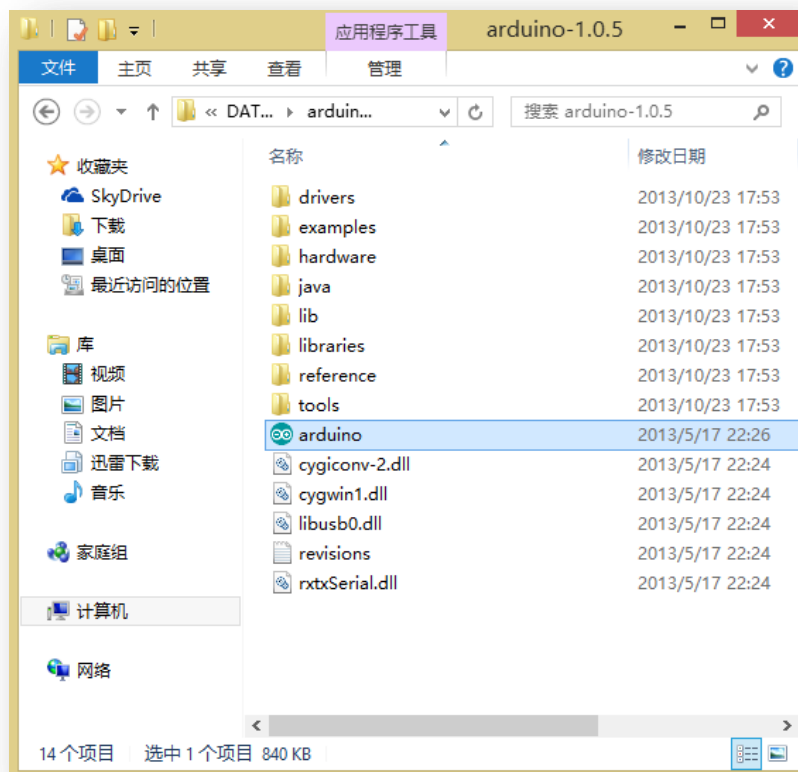 应用程序工具 arduino-1.0.5
文件 主页 共享 查看 管理
« DAT... arduin... 搜索 arduino-1.0.5
收藏夹
SkyDrive
下载
桌面
最近访问的位置
库
视频
图片
文档
迅雷下载
音乐
家庭组
计算机
网络
名称 修改日期
drivers 2013/10/23 17:53
examples 2013/10/23 17:53
hardware 2013/10/23 17:53
java 2013/10/23 17:53
lib 2013/10/23 17:53
libraries 2013/10/23 17:53
reference 2013/10/23 17:53
tools 2013/10/23 17:53
arduino 2013/5/17 22:26
cygiconv-2.dll 2013/5/17 22:24
cygwin1.dll 2013/5/17 22:24
libusb0.dll 2013/5/17 22:24
revisions 2013/5/17 22:24
rxtxSerial.dll 2013/5/17 22:24
14 个项目 选中 1 个项目 840 KB